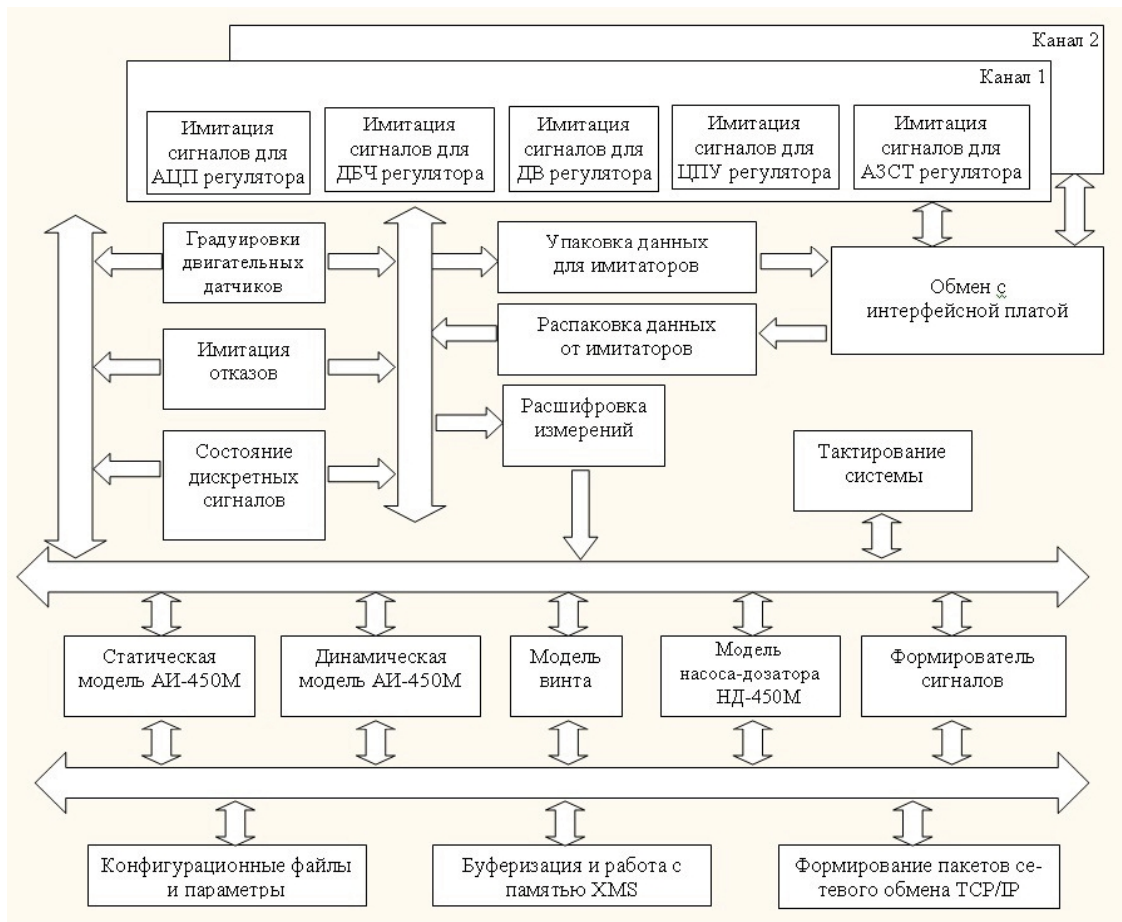 Канал 2
Канал 1
Имитация
сигналов для
АЦП регулятора
Имитация
сигналов для
ДБЧ регулятора
Имитация
сигналов для
ДВ регулятора
Имитация
сигналов для
ЦПУ регулятора
Имитация
сигналов для
АЗСТ регулятора
Градуировки
двигательных
датчиков
Упаковка данных
для имитаторов
Обмен с
интерфейсной платой
Распаковка данных
от имитаторов
Имитация
отказов
Расшифровка
измерений
Состояние
дискретных
сигналов
Тактирование
системы
Статическая
модель АИ-450М
Динамическая
модель АИ-450М
Модель
винта
Модель
насоса-дозатора
НД-450М
Формирователь
сигналов
Конфигурационные файлы
и параметры
Буферизация и работа с
памятью XMS
Формирование пакетов се-
тевого обмена TCP/IP